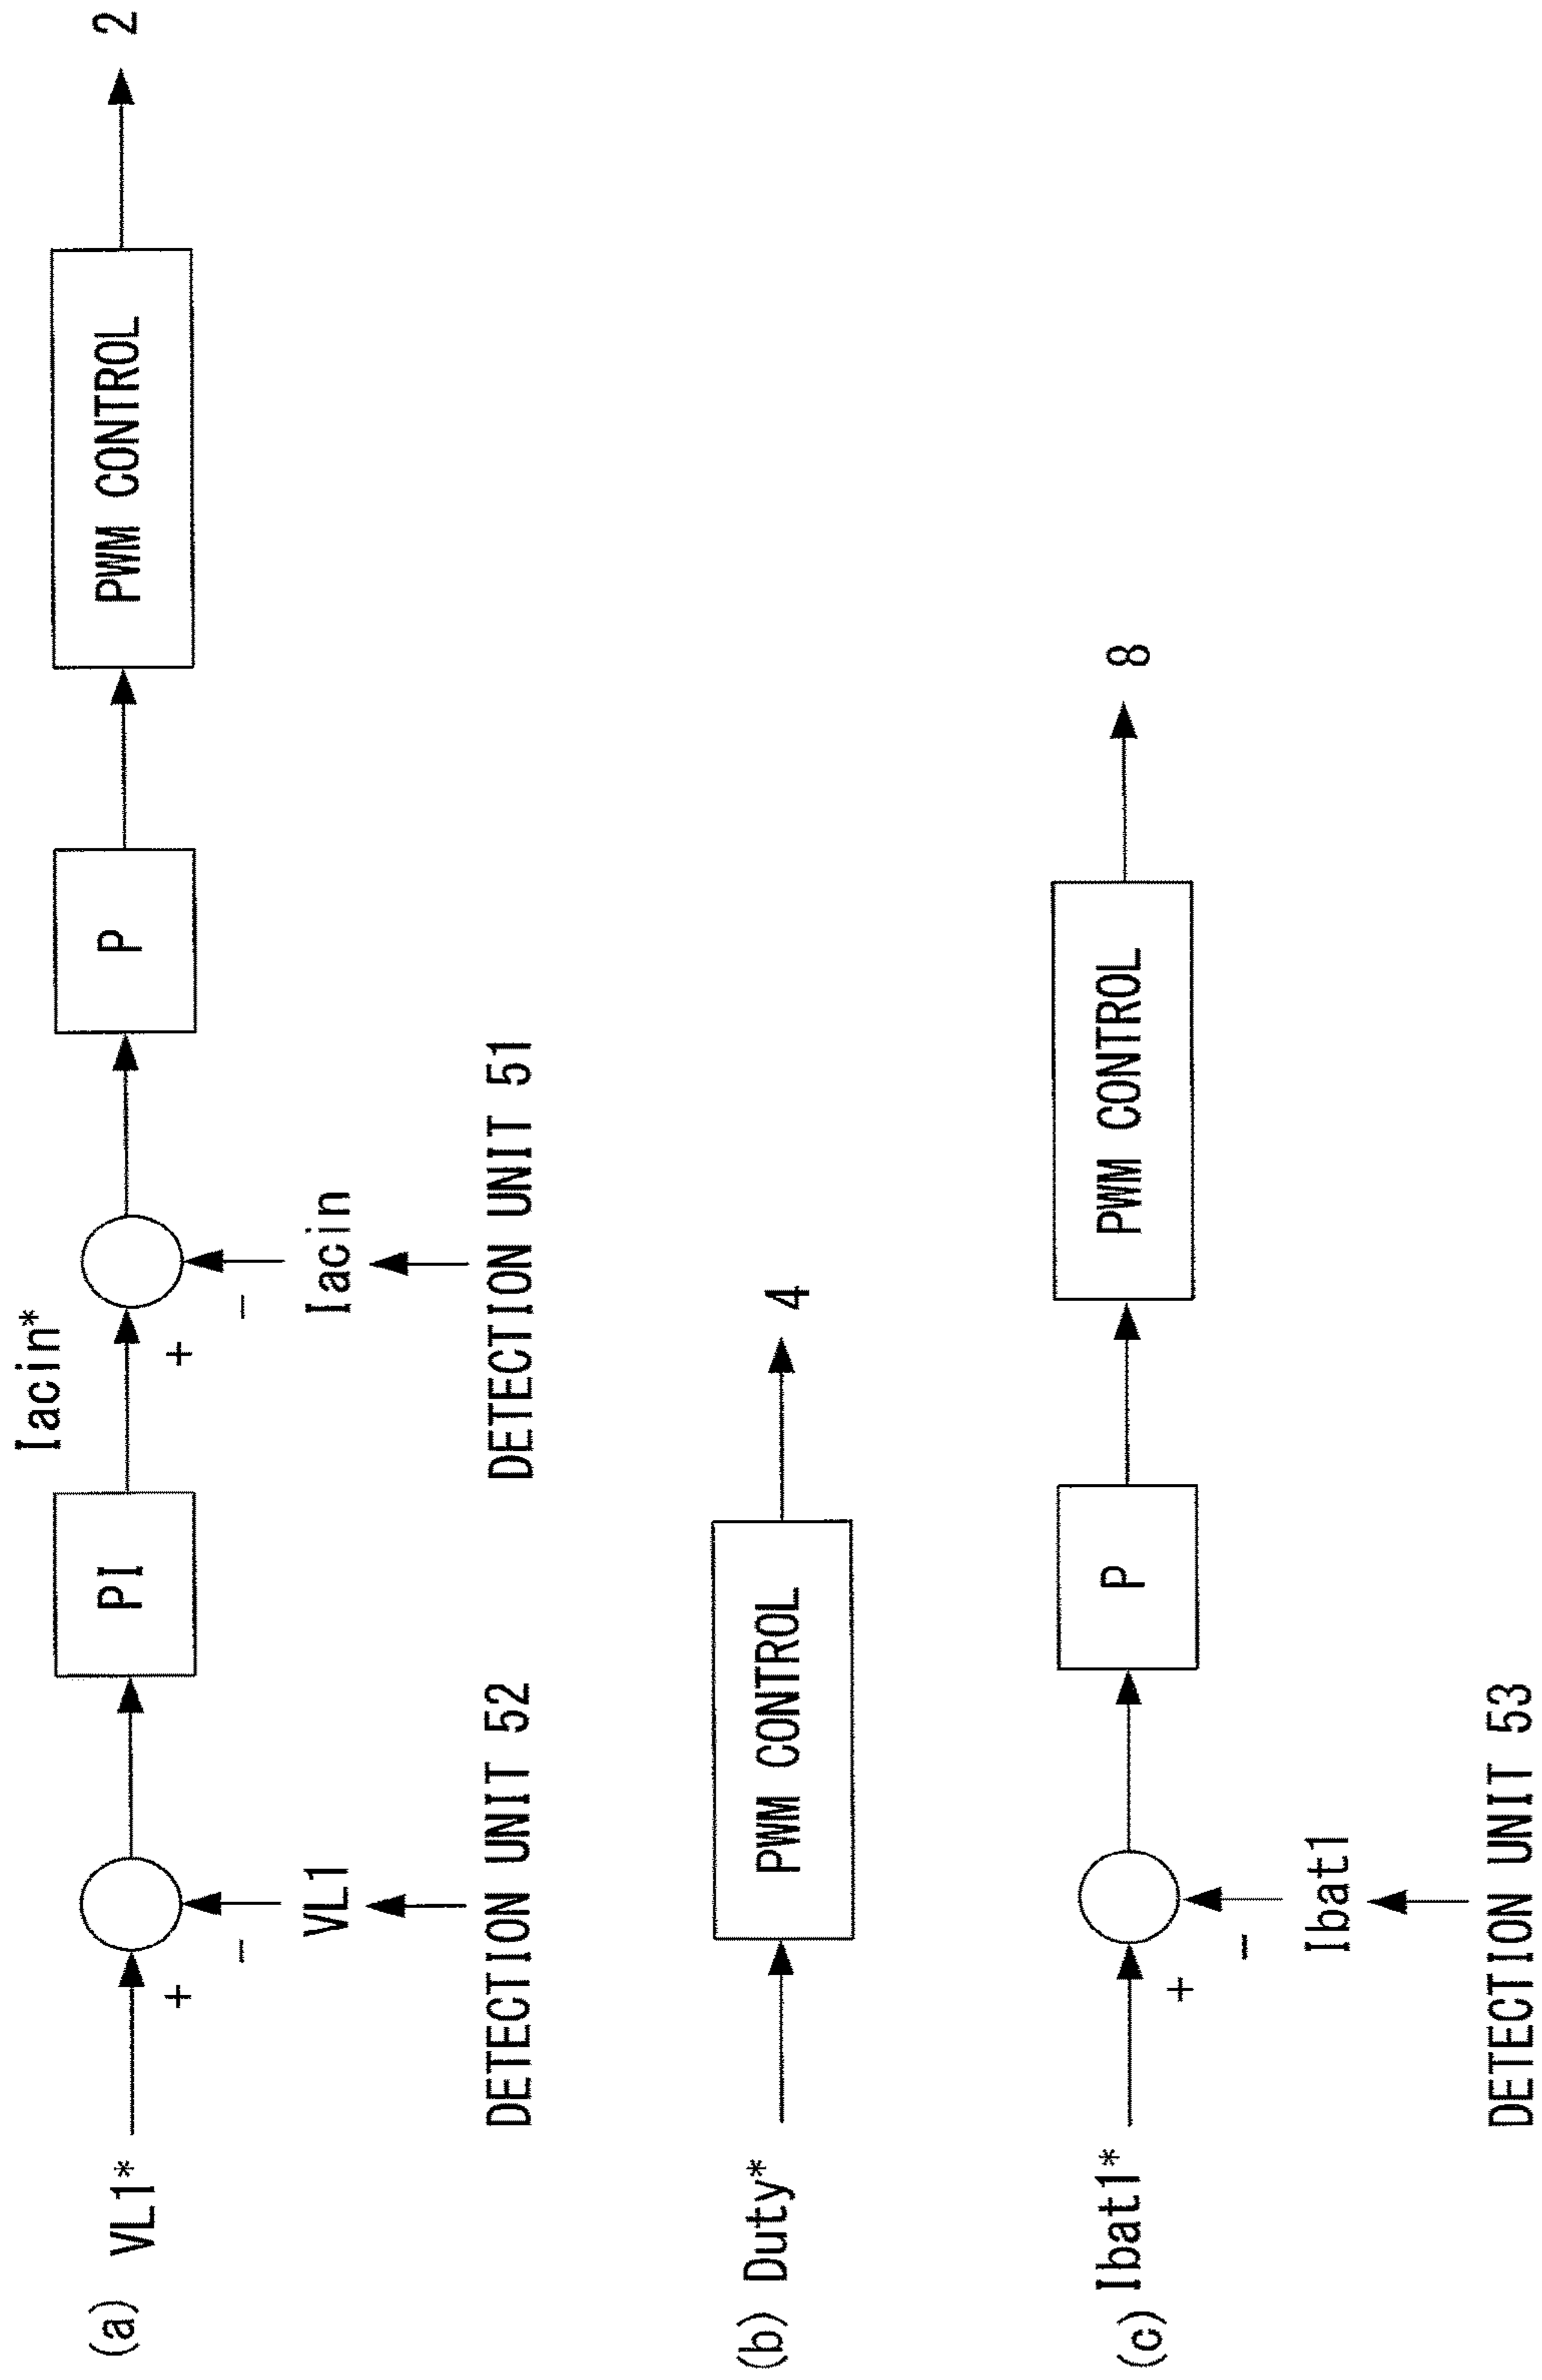 (a) VL1*
+
-
VL1
DETECTION UNIT 52
PI
Iacin*
+
-
Iacin
DETECTION UNIT 51
P
PWM CONTROL
2
(b) Duty*
PWM CONTROL
4
(c) Ibat1*
+
-
Ibat1
DETECTION UNIT 53
P
PWM CONTROL
8